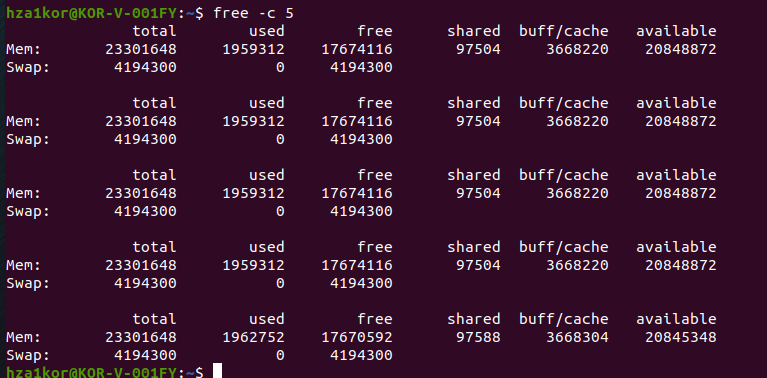 hza1kor@KOR-V-001FY:~$ free -c 5
total used free shared buff/cache available
Mem: 23301648 1959312 17674116 97504 3668220 20848872
Swap: 4194300 0 4194300
total used free shared buff/cache available
Mem: 23301648 1959312 17674116 97504 3668220 20848872
Swap: 4194300 0 4194300
total used free shared buff/cache available
Mem: 23301648 1959312 17674116 97504 3668220 20848872
Swap: 4194300 0 4194300
total used free shared buff/cache available
Mem: 23301648 1959312 17674116 97504 3668220 20848872
Swap: 4194300 0 4194300
total used free shared buff/cache available
Mem: 23301648 1962752 17670592 97588 3668304 20845348
Swap: 4194300 0 4194300
hza1kor@KOR-V-001FY:~$